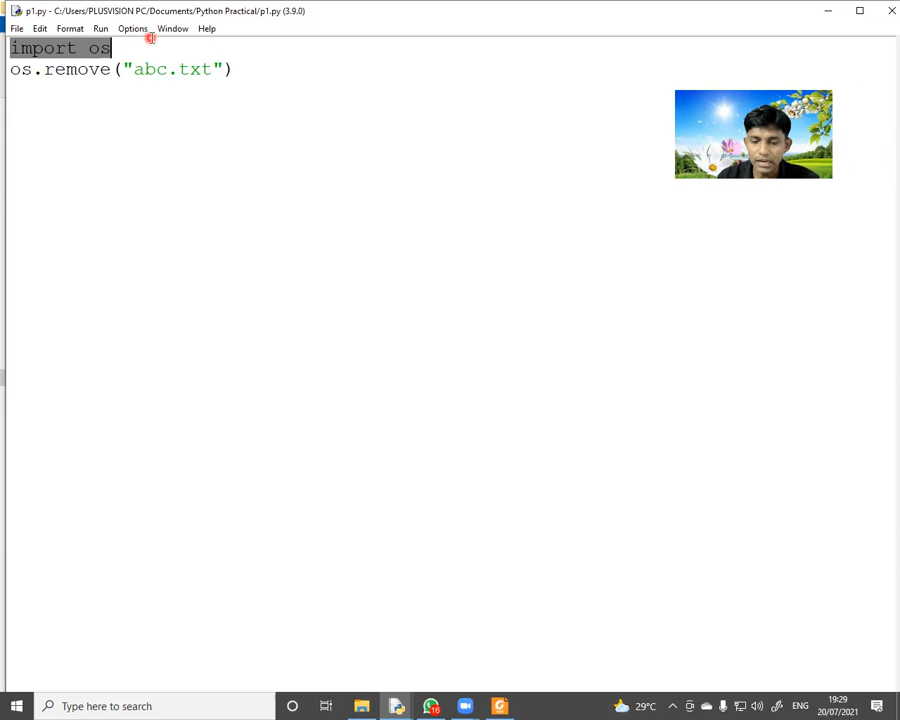 p1.py - C:/Users/PLUSVISION PC/Documents/Python Practical/p1.py (3.9.0)
File Edit Format Run Options Window Help
import os
os.remove("abc.txt")
Type here to search
16
29°C
ENG
19:29
20/07/2021